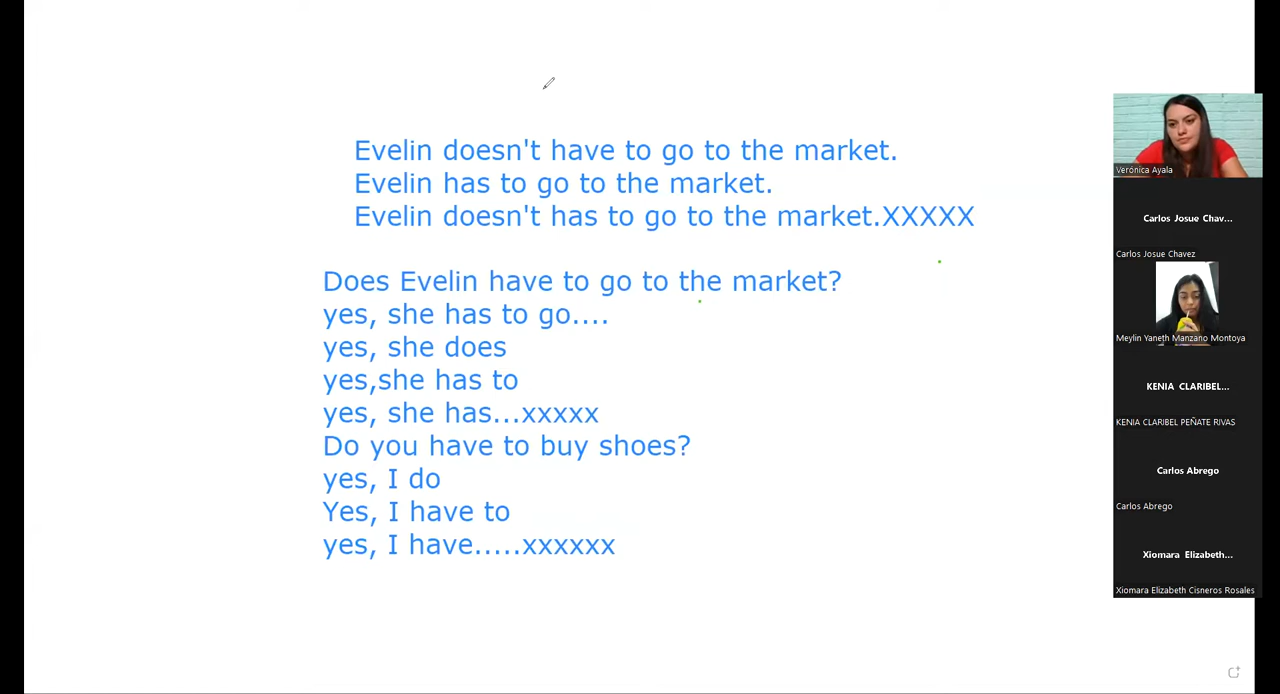 Evelin doesn't have to go to the market.
Evelin has to go to the market.
Evelin doesn't has to go to the market.XXXXX
Does Evelin have to go to the market?
yes, she has to go....
yes, she does
yes,she has to
yes, she has...xxxxx
Do you have to buy shoes?
yes, I do
Yes, I have to
yes, I have.....xxxxxx
Verónica Ayala
Carlos Josue Chav...
Carlos Josue Chavez
Meylin Yaneth Manzano Montoya
KENIA CLARIBEL...
KENIA CLARIBEL PEÑATE RIVAS
Carlos Abrego
Carlos Abrego
Xiomara Elizabeth...
Xiomara Elizabeth Cisneros Rosales